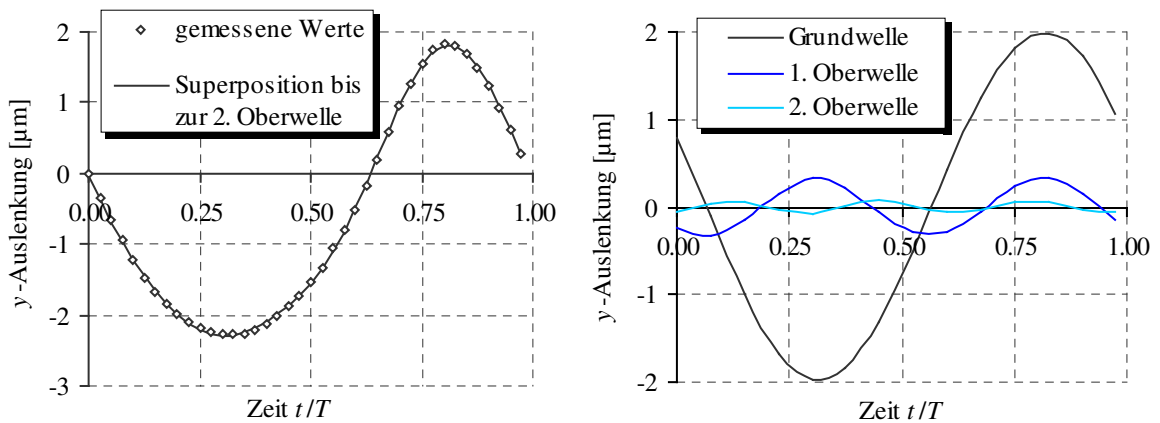 gemessene Werte
Superposition bis
zur 2. Oberwelle
y-Auslenkung [µm]
2
1
0
-1
-2
-3
0.00
0.25
0.50
0.75
1.00
Zeit t/T
Grundwelle
1. Oberwelle
2. Oberwelle
y-Auslenkung [µm]
2
1
0
-1
-2
0.00
0.25
0.50
0.75
1.00
Zeit t/T